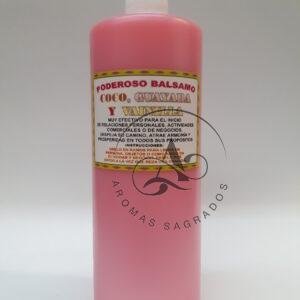 PODEROSO BALSAMO
COCO, GUAYABA
Y VAINILLA
MUY EFECTIVO PARA EL INICIO
DE RELACIONES PERSONALES, ACTIVIDADES
COMERCIALES O DE NEGOCIOS.
DESPEJA SU CAMINO, ATRAE ARMONIA Y
PROSPERIDAD EN TODOS SUS PROPOSITOS
INSTRUCCIONES:
AROMAS SAGRADOS